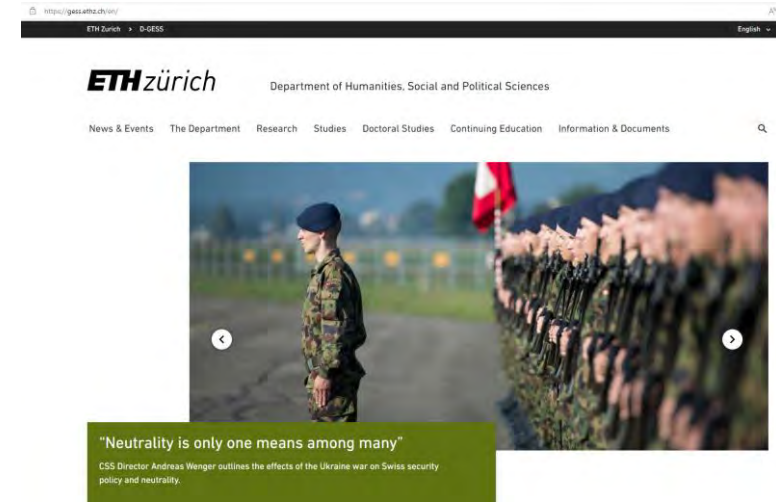 https://gess.ethz.ch/en/
ETH Zurich > D-GESS English
ETH zürich Department of Humanities, Social and Political Sciences
News & Events The Department Research Studies Doctoral Studies Continuing Education Information & Documents
"Neutrality is only one means among many"
CSS Director Andreas Wenger outlines the effects of the Ukraine war on Swiss security
policy and neutrality.